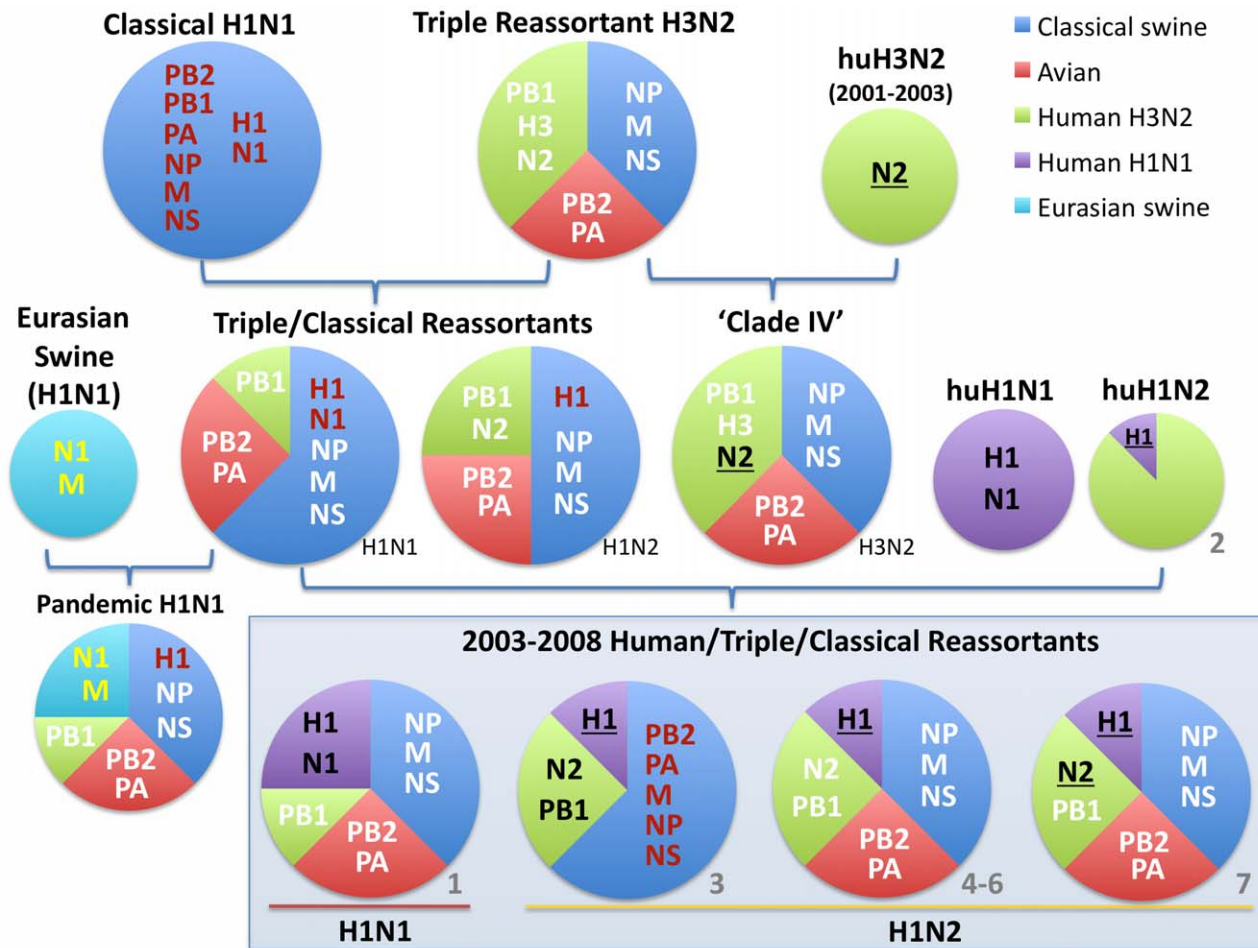 Classical H1N1
PB2
PB1
PA
NP
M
NS
H1
N1
Triple Reassortant H3N2
PB1
H3
N2
NP
M
NS
PB2
PA
huH3N2
(2001-2003)
N2
Classical swine
Avian
Human H3N2
Human H1N1
Eurasian swine
Eurasian
Swine
(H1N1)
N1
M
Triple/Classical Reassortants
PB1
H1
N1
NP
M
NS
PB2
PA
H1N1
PB1
N2
H1
NP
M
NS
PB2
PA
H1N2
‘Clade IV’
PB1
H3
N2
NP
M
NS
PB2
PA
H3N2
huH1N1
H1
N1
huH1N2
H1
2
Pandemic H1N1
N1
M
H1
NP
NS
PB1
PB2
PA
2003-2008 Human/Triple/Classical Reassortants
H1
N1
NP
M
NS
PB1
PB2
PA
1
H1
N2
PB1
PB2
PA
M
NP
NS
3
H1
N2
PB1
NP
M
NS
PB2
PA
4-6
H1
N2
PB1
NP
M
NS
PB2
PA
7
H1N1
H1N2